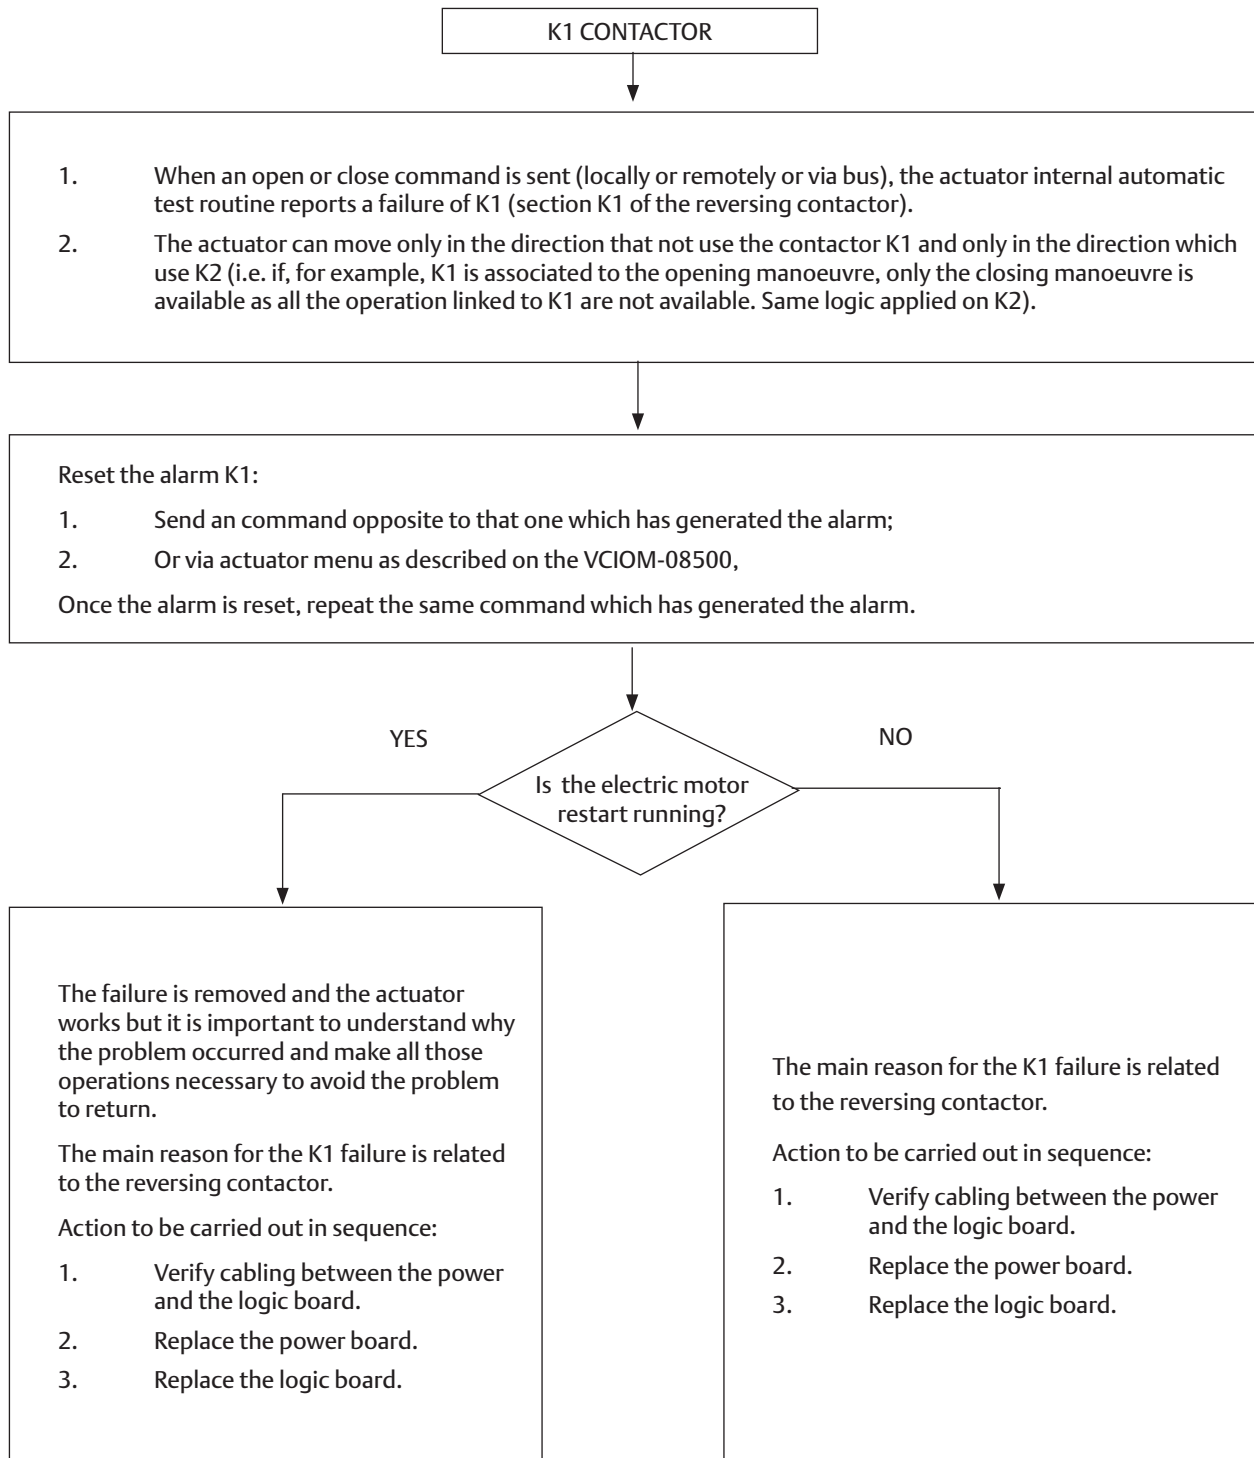 K1 CONTACTOR
1. When an open or close command is sent (locally or remotely or via bus), the actuator internal automatic
test routine reports a failure of K1 (section K1 of the reversing contactor).
2. The actuator can move only in the direction that not use the contactor K1 and only in the direction which
use K2 (i.e. if, for example, K1 is associated to the opening manoeuvre, only the closing manoeuvre is
available as all the operation linked to K1 are not available. Same logic applied on K2).
Reset the alarm K1:
1. Send an command opposite to that one which has generated the alarm;
2. Or via actuator menu as described on the VCIOM-08500,
Once the alarm is reset, repeat the same command which has generated the alarm.
YES
NO
Is the electric motor
restart running?
The failure is removed and the actuator
works but it is important to understand why
the problem occurred and make all those
operations necessary to avoid the problem
to return.
The main reason for the K1 failure is related
to the reversing contactor.
Action to be carried out in sequence:
1. Verify cabling between the power
and the logic board.
2. Replace the power board.
3. Replace the logic board.
The main reason for the K1 failure is related
to the reversing contactor.
Action to be carried out in sequence:
1. Verify cabling between the power
and the logic board.
2. Replace the power board.
3. Replace the logic board.